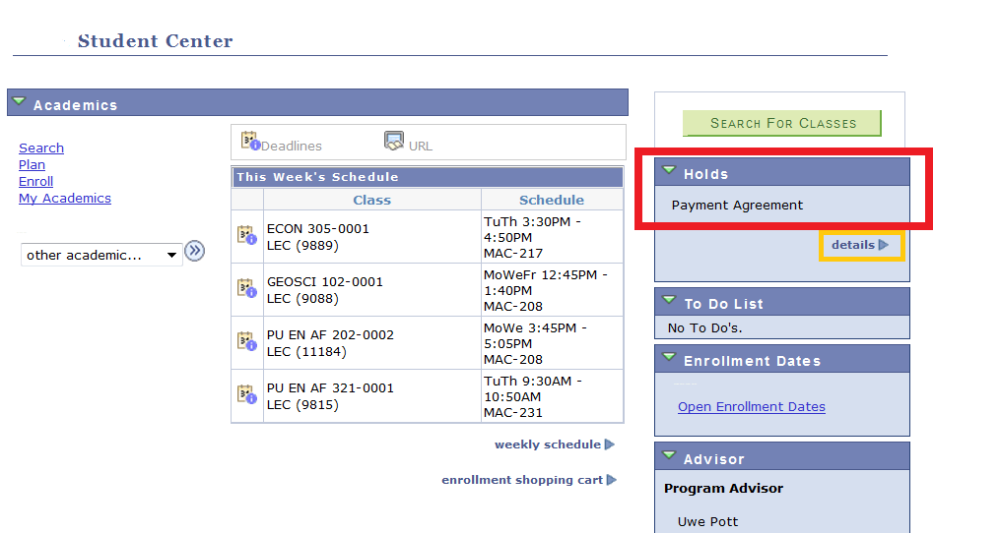 Student Center
Academics
Search
Plan
Enroll
My Academics
other academic...
Deadlines
URL
This Week's Schedule
Class
Schedule
ECON 305-0001
LEC (9889)
TuTh 3:30PM -
4:50PM
MAC-217
GEOSCI 102-0001
LEC (9088)
MoWeFr 12:45PM -
1:40PM
MAC-208
PU EN AF 202-0002
LEC (11184)
MoWe 3:45PM -
5:05PM
MAC-208
PU EN AF 321-0001
LEC (9815)
TuTh 9:30AM -
10:50AM
MAC-231
weekly schedule
enrollment shopping cart
Search For Classes
Holds
Payment Agreement
details
To Do List
No To Do's.
Enrollment Dates
Open Enrollment Dates
Advisor
Program Advisor
Uwe Pott